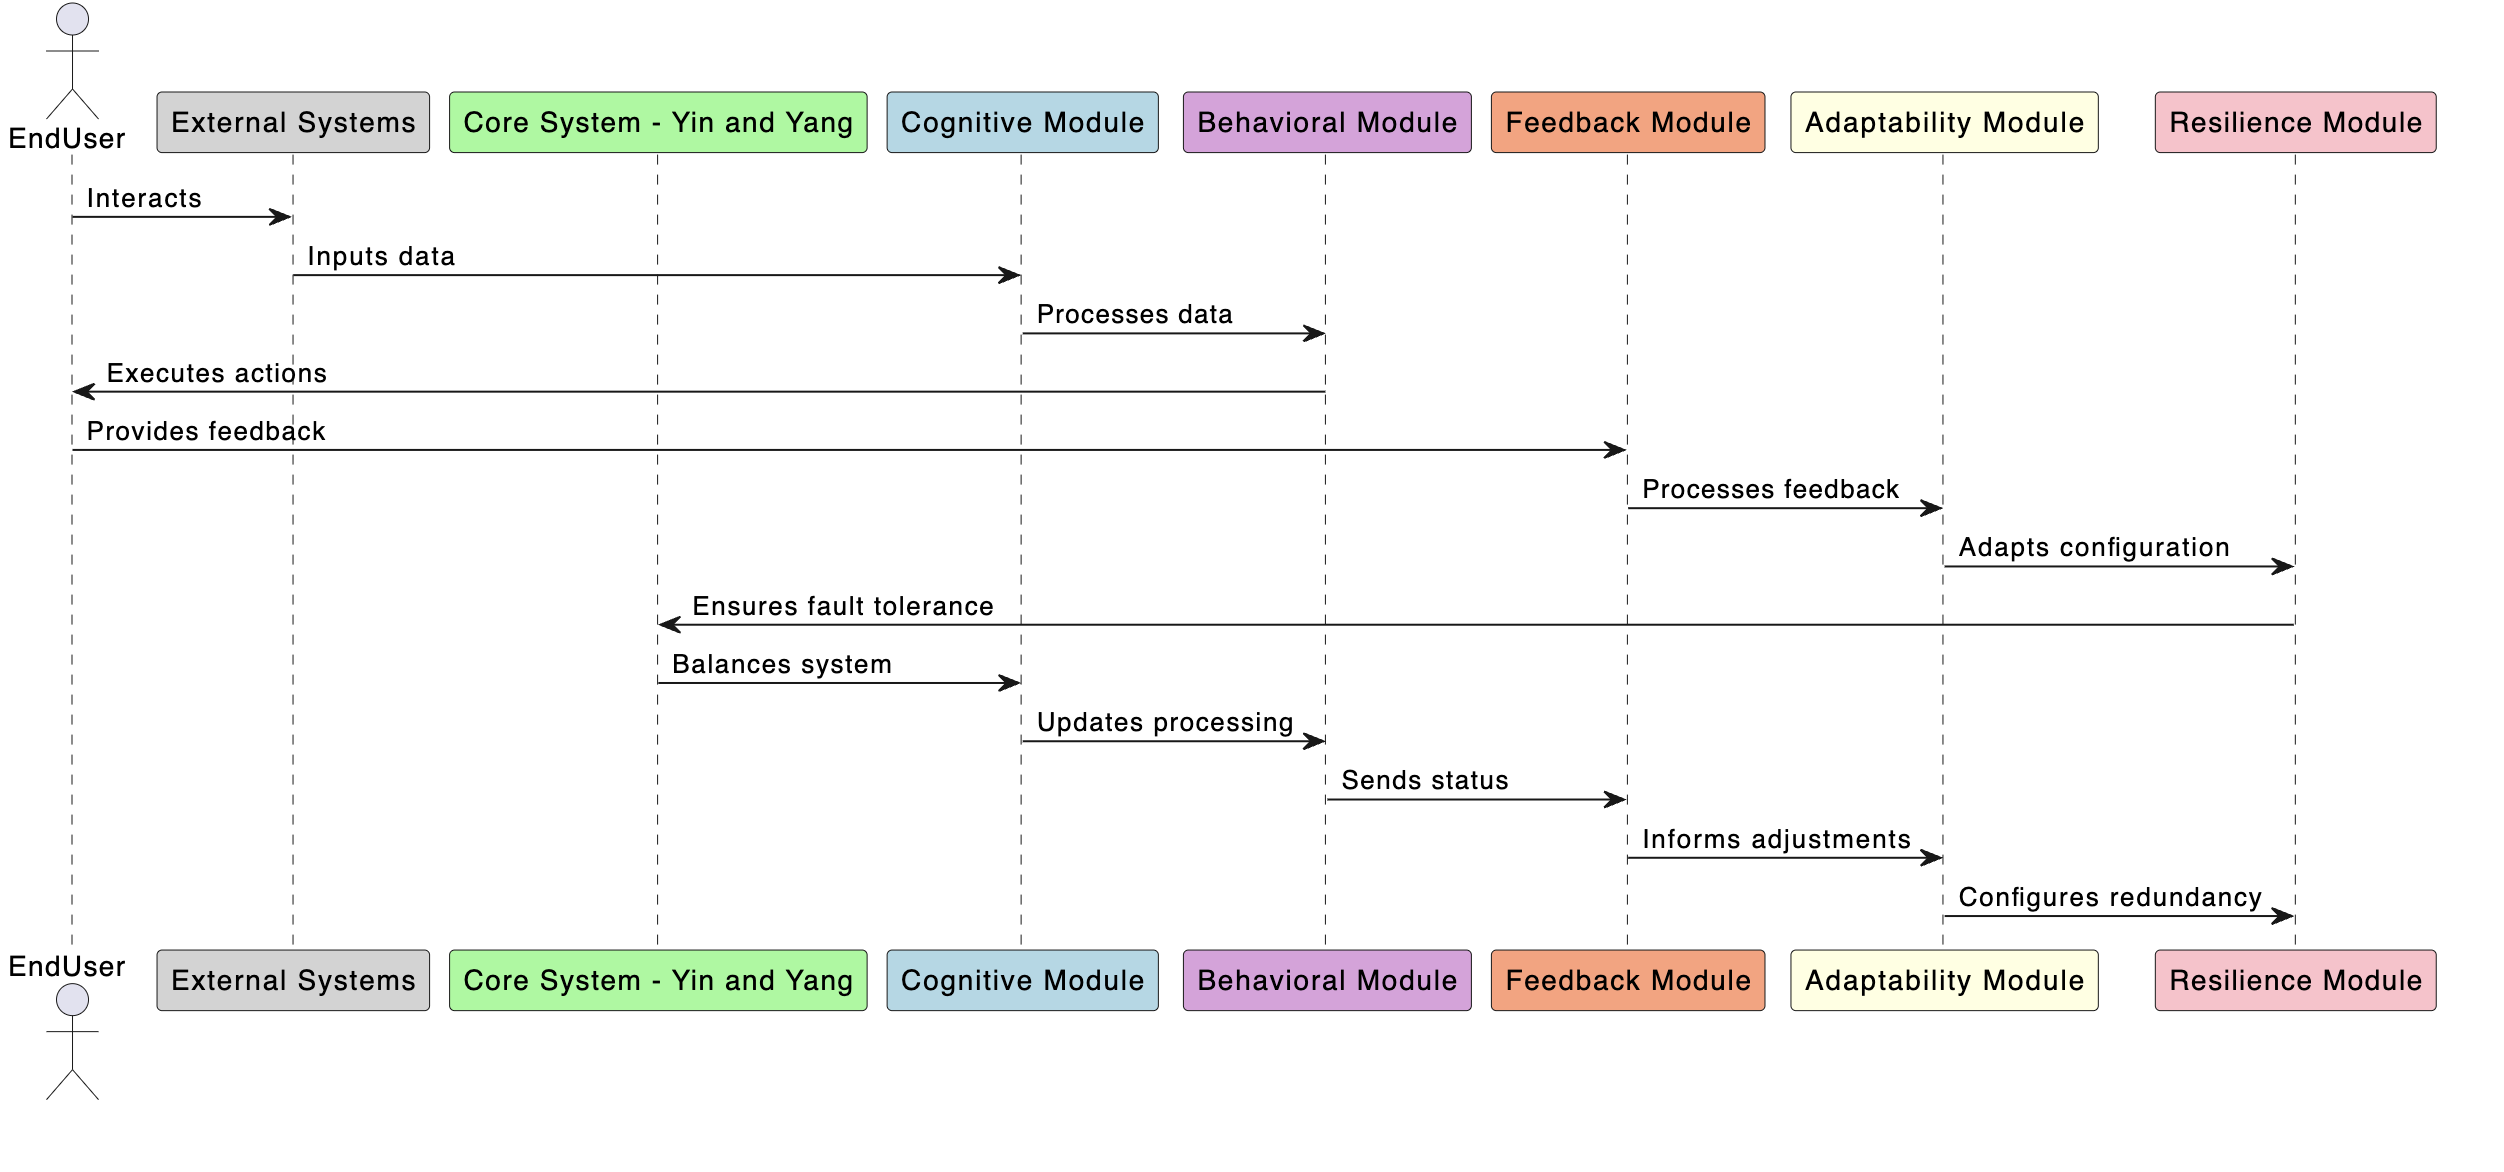 EndUser
External Systems
Core System - Yin and Yang
Cognitive Module
Behavioral Module
Feedback Module
Adaptability Module
Resilience Module
Interacts
Inputs data
Processes data
Executes actions
Provides feedback
Processes feedback
Adapts configuration
Ensures fault tolerance
Balances system
Updates processing
Sends status
Informs adjustments
Configures redundancy
EndUser
External Systems
Core System - Yin and Yang
Cognitive Module
Behavioral Module
Feedback Module
Adaptability Module
Resilience Module